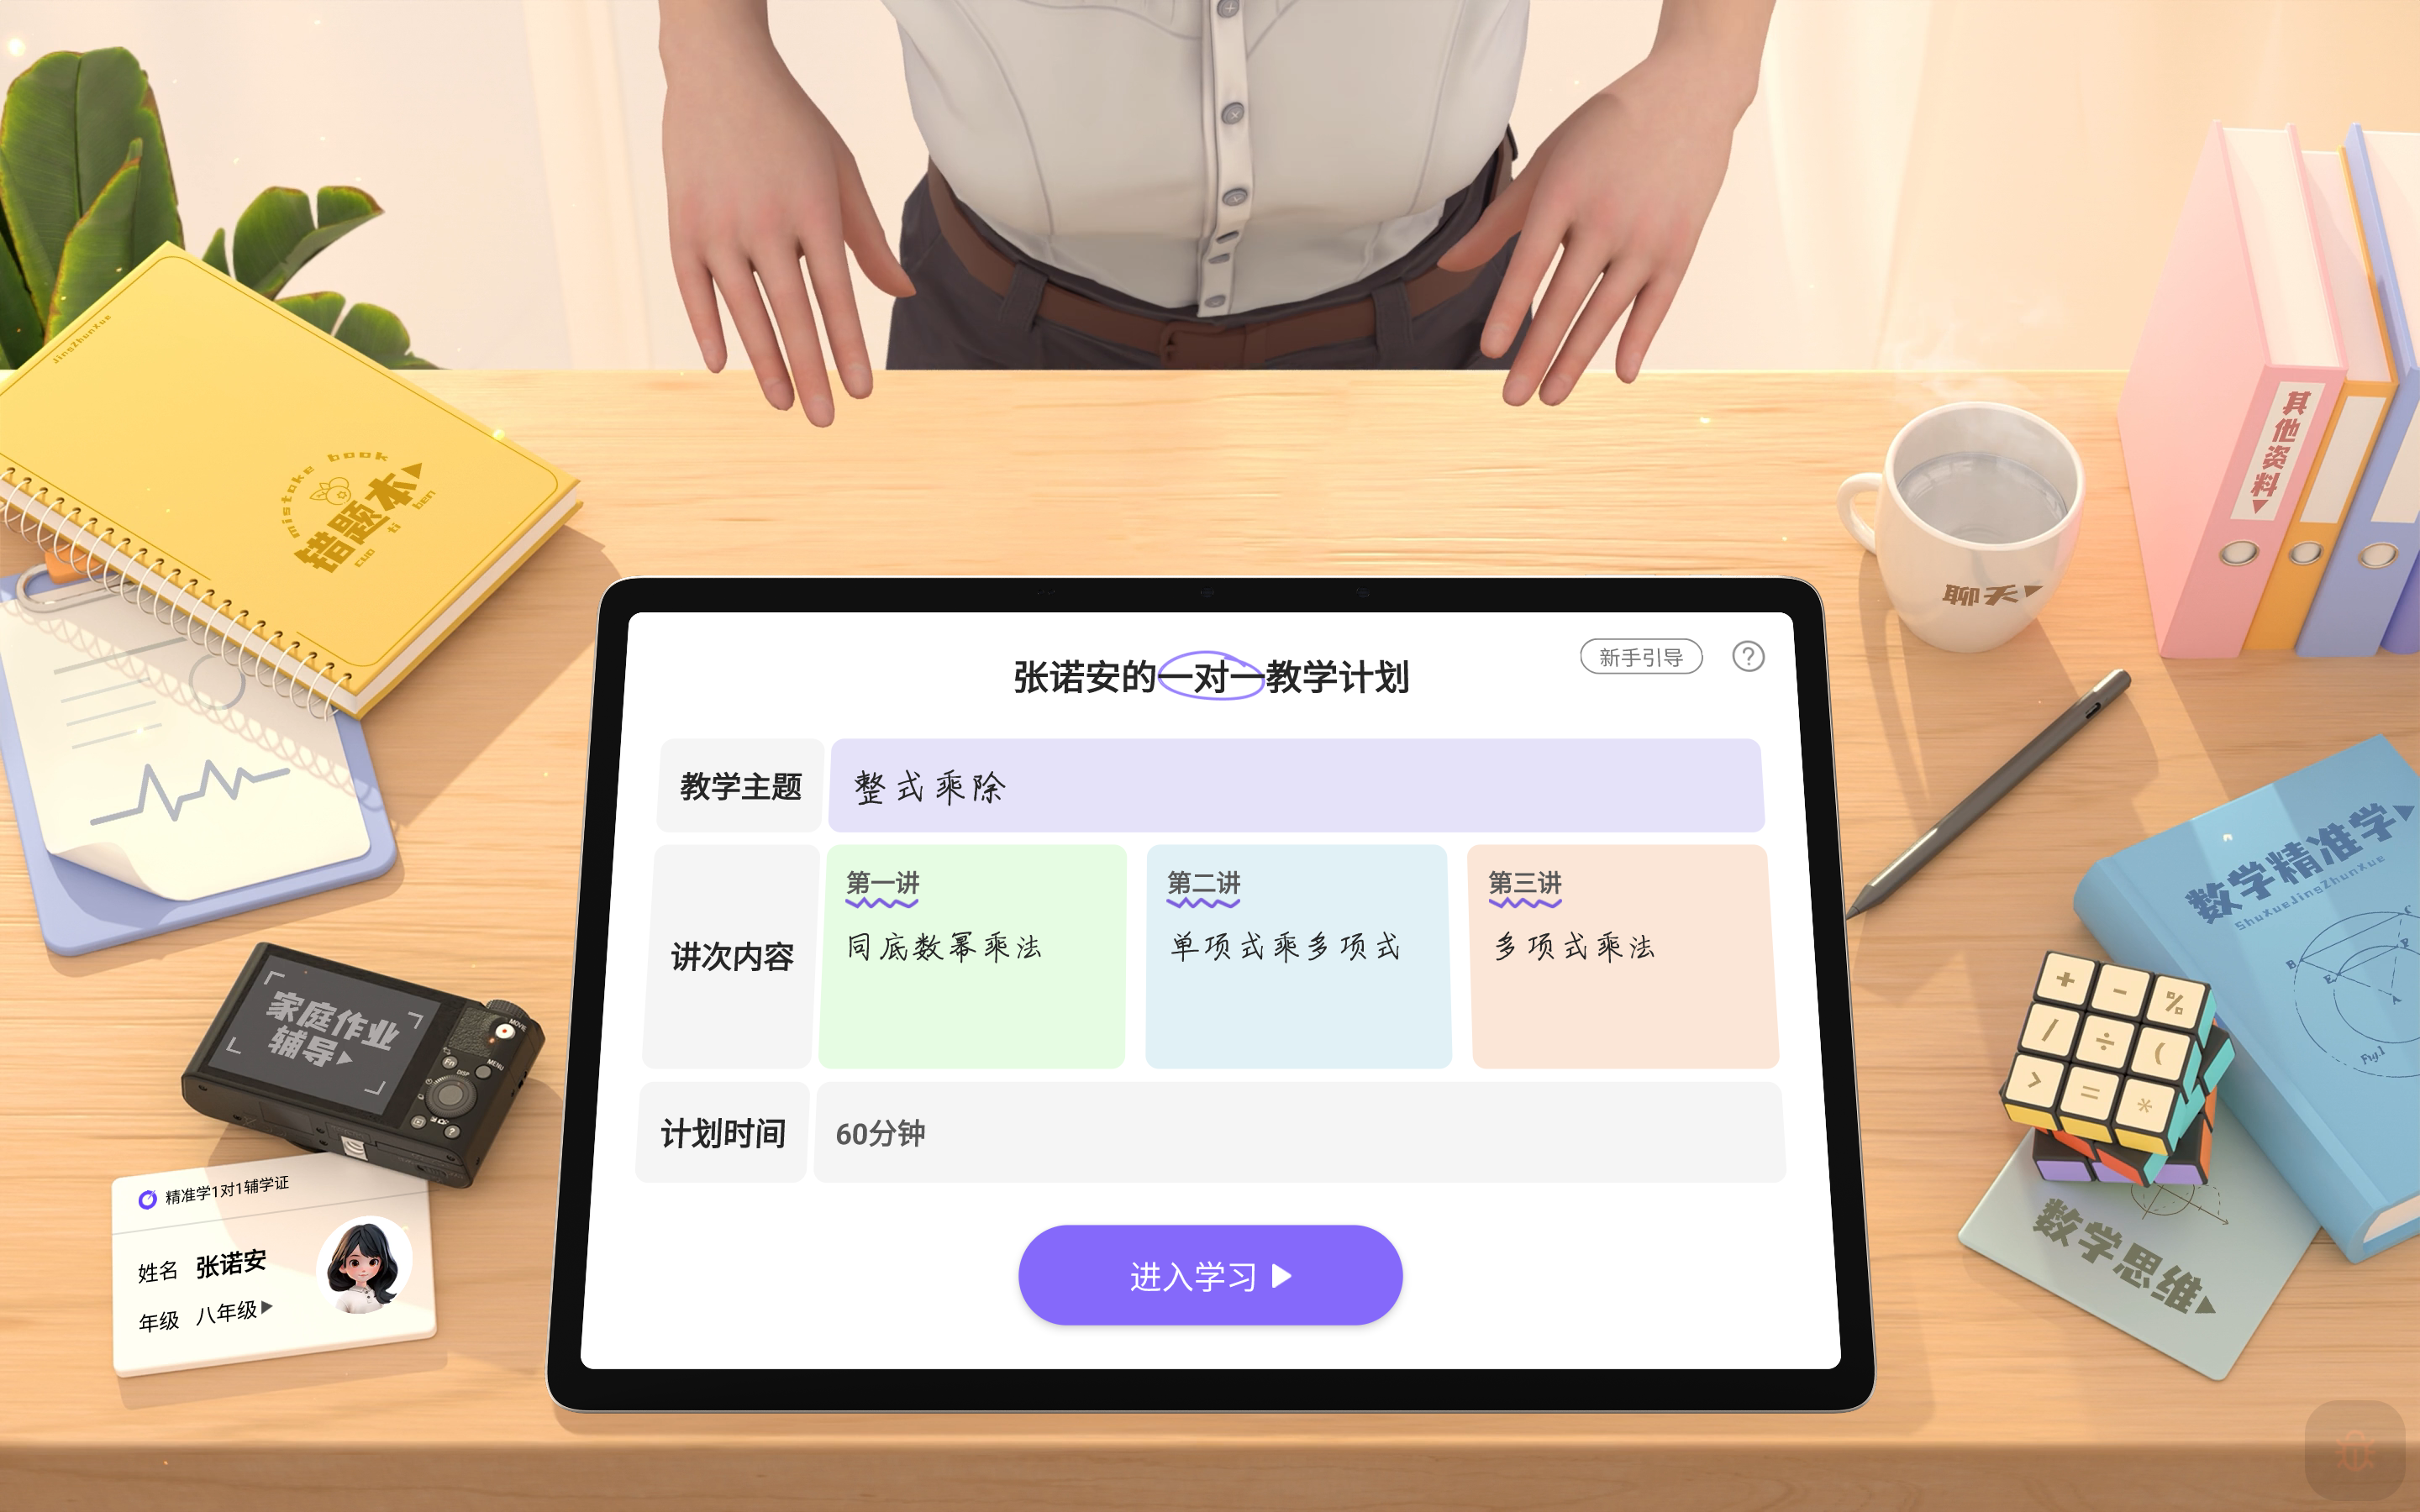 张诺安的一对一教学计划
新手引导
?
教学主题
整式乘除
讲次内容
第一讲
同底数幂乘法
第二讲
单项式乘多项式
第三讲
多项式乘法
计划时间
60分钟
进入学习
JingZhunXue
mistake book
错题本
cuo ti ben
家庭作业
辅导
MOVIE
MENU
Fn
DISP
?
精准学1对1辅学证
姓名 张诺安
年级 八年级
其他资料
聊天
数学精准学
ShuXueJingZhunXue
C
P
B
E
A
Fig.1
+ - %
/ ÷ (
> = *
数学思维